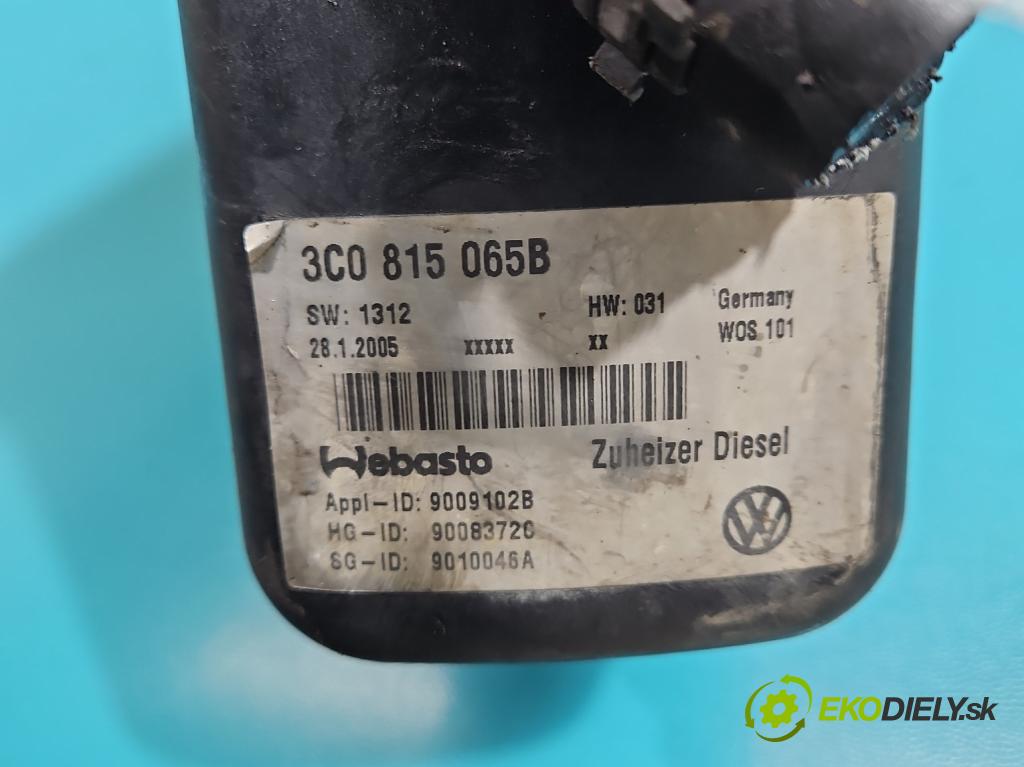 3C0 815 065B
SW: 1312 HW: 031 Germany
WOS 101
28.1.2005 xxxxx xx
Webasto Zuheizer Diesel
Appl-ID: 9009102B
HG-ID: 9008372C
SG-ID: 9010046A
VW
EKODIELY.sk